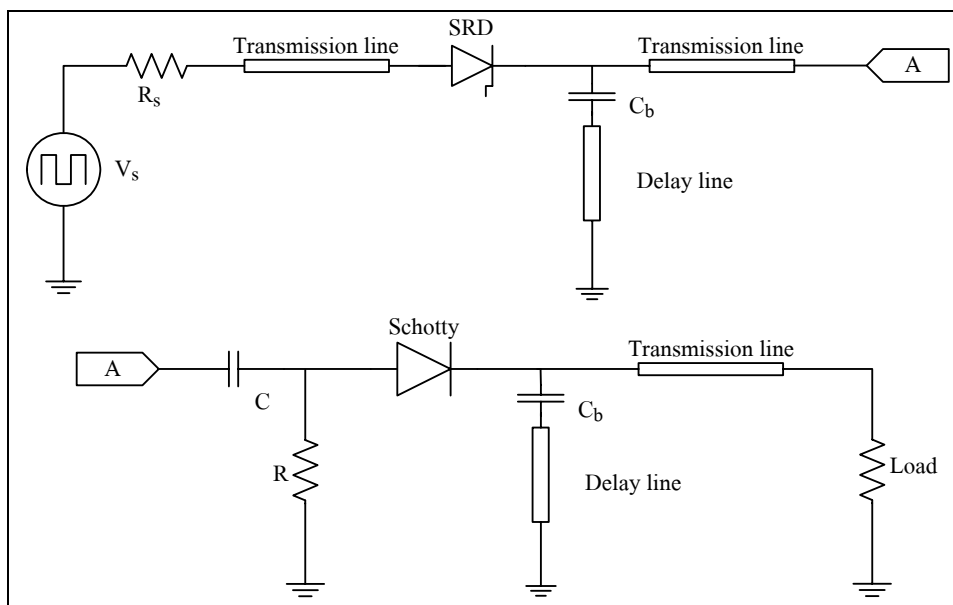 SRD
Transmission line
Transmission line
A
Rs
Cb
Vs
Delay line
Schotty
Transmission line
A
C
Cb
R
Delay line
Load